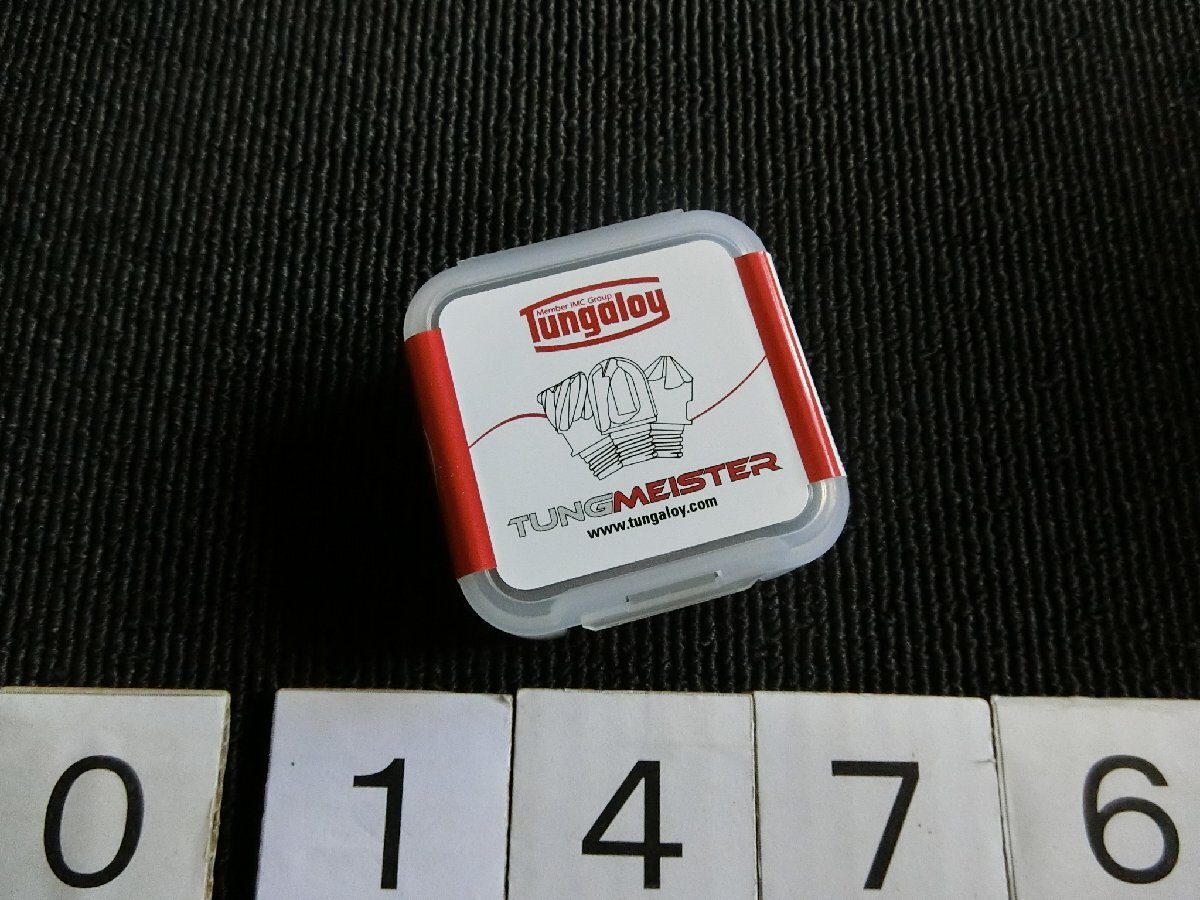 Member IMC Group
Tungaloy
TUNGMEISTER
www.tungaloy.com
0 1 4 7 6